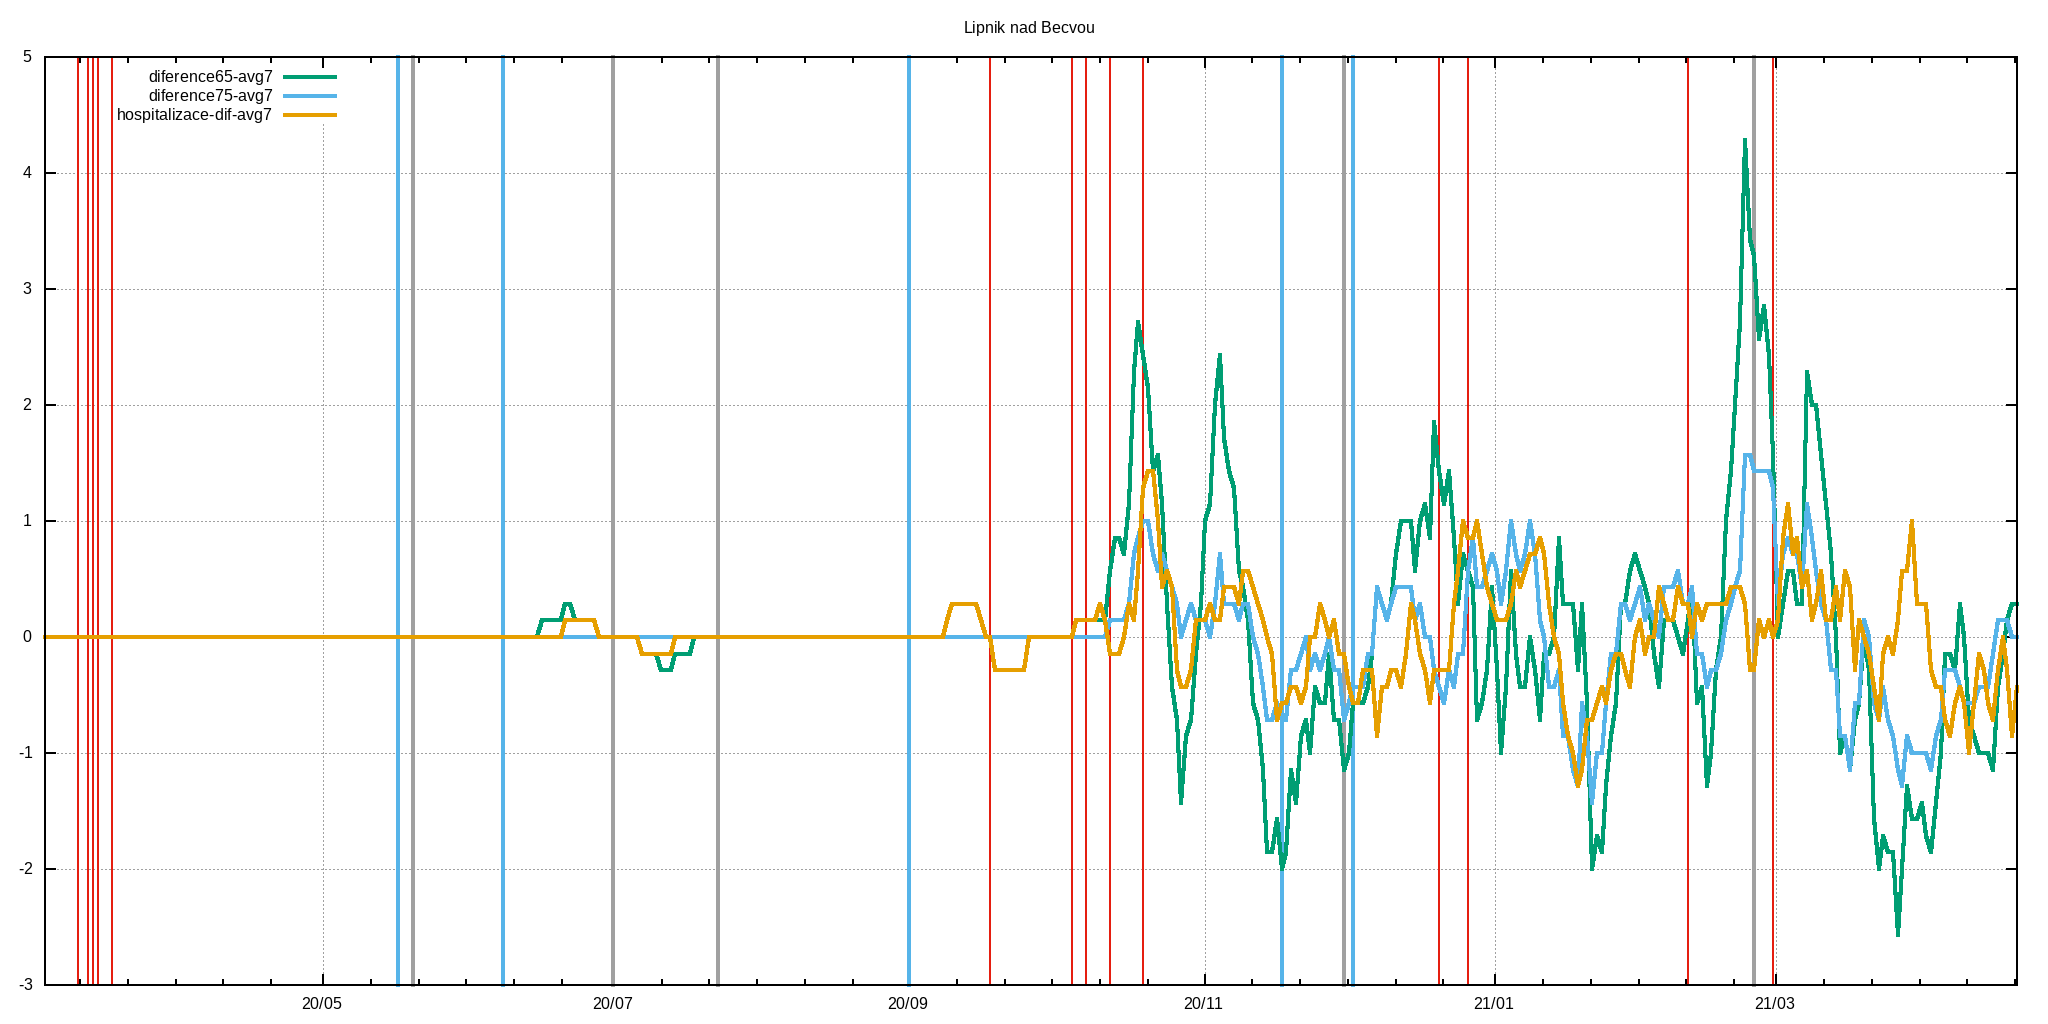 Lipnik nad Becvou
5
diference65-avg7
diference75-avg7
hospitalizace-dif-avg7
4
3
2
1
0
-1
-2
-3
20/05 20/07 20/09 20/11 21/01 21/03